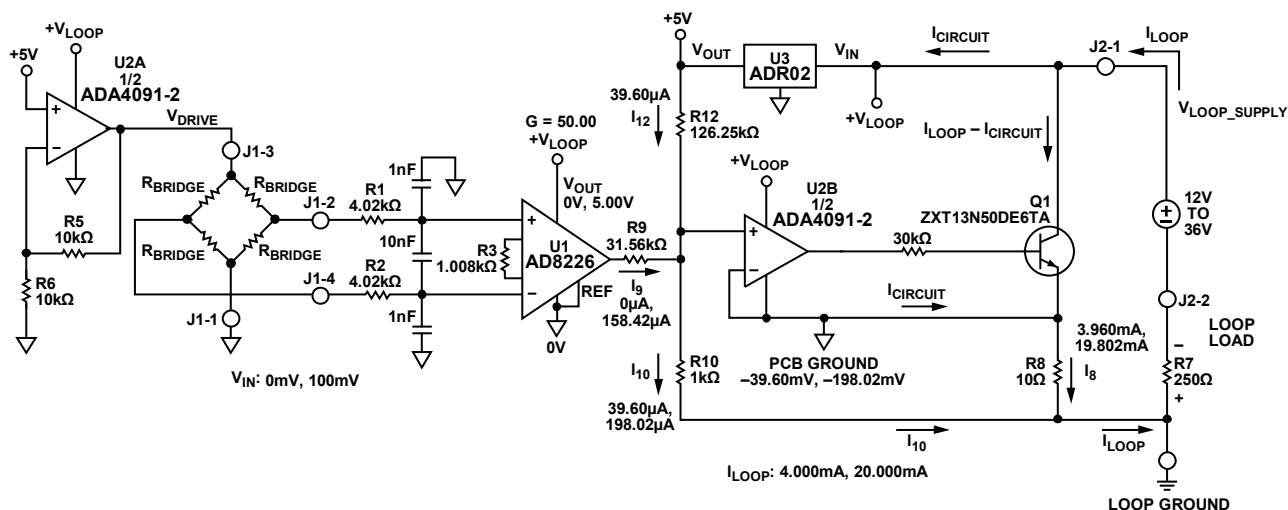 +VLOOP
U2A
1/2
ADA4091-2
+5V
+
−
VDRIVE
J1-3
RBRIDGE
RBRIDGE
RBRIDGE
RBRIDGE
R5
10kΩ
R6
10kΩ
J1-2
J1-4
J1-1
VIN: 0mV, 100mV
R1
4.02kΩ
R2
4.02kΩ
1nF
10nF
1nF
G = 50.00
+VLOOP
VOUT
0V, 5.00V
+
−
R3
1.008kΩ
U1
AD8226
REF
0V
R9
31.56kΩ
I9
0µA,
158.42µA
+5V
VOUT
U3
ADR02
VIN
39.60µA
I12
R12
126.25kΩ
+VLOOP
ICIRCUIT
J2-1
ILOOP
VLOOP_SUPPLY
ILOOP – ICIRCUIT
+VLOOP
U2B
1/2
ADA4091-2
+
−
30kΩ
Q1
ZXT13N50DE6TA
12V
TO
36V
±
ICIRCUIT
J2-2
LOOP
LOAD
I10
R10
1kΩ
39.60µA,
198.02µA
PCB GROUND
–39.60mV, –198.02mV
3.960mA,
19.802mA
R8
10Ω
I8
−
R7
250Ω
+
I10
ILOOP
ILOOP: 4.000mA, 20.000mA
LOOP GROUND